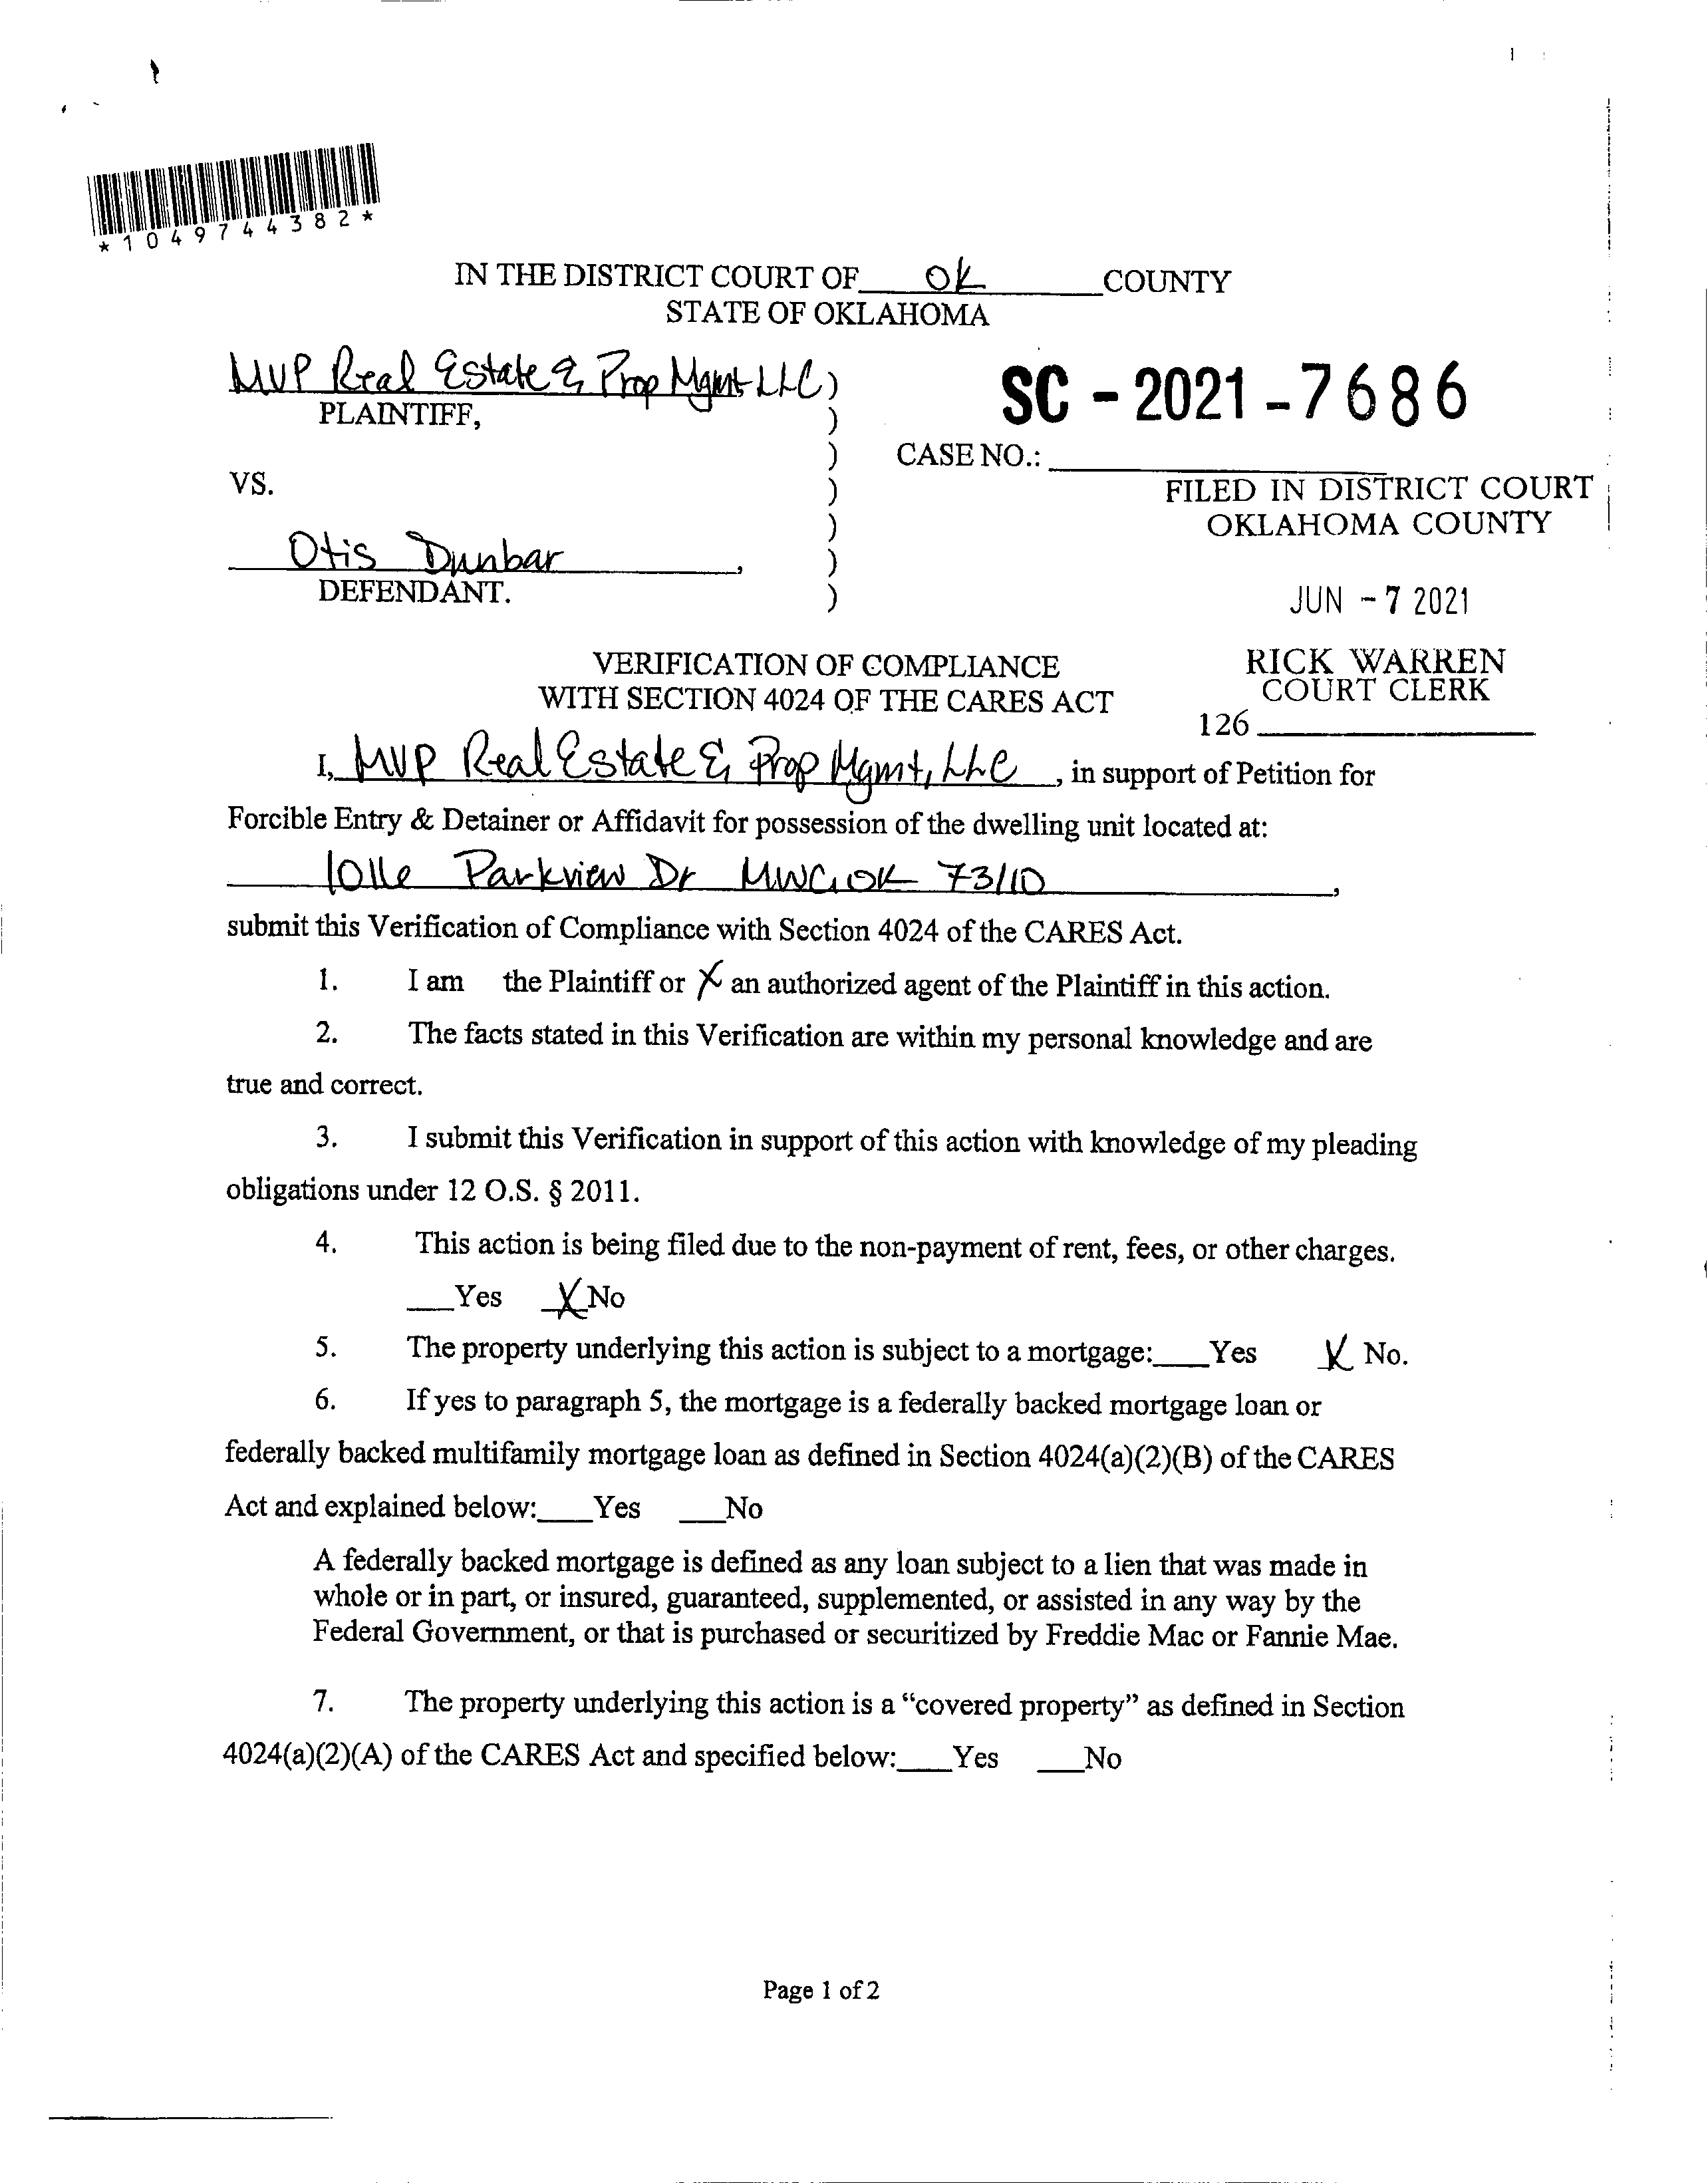 *1049744382*
IN THE DISTRICT COURT OF OK COUNTY
STATE OF OKLAHOMA
MVP Real Estate & Prop Mgmt LLC )
PLAINTIFF, )
SC - 2021 - 7686
) CASE NO.:
VS. )
FILED IN DISTRICT COURT
OKLAHOMA COUNTY
)
Otis Dunbar, )
DEFENDANT. )
JUN - 7 2021
RICK WARREN
COURT CLERK
126
VERIFICATION OF COMPLIANCE
WITH SECTION 4024 OF THE CARES ACT
I, MVP Real Estate & Prop Mgmt, LLC, in support of Petition for
Forcible Entry & Detainer or Affidavit for possession of the dwelling unit located at:
Parkview Dr MWC, OK 73110,
submit this Verification of Compliance with Section 4024 of the CARES Act.
1. I am the Plaintiff or X an authorized agent of the Plaintiff in this action.
2. The facts stated in this Verification are within my personal knowledge and are
true and correct.
3. I submit this Verification in support of this action with knowledge of my pleading
obligations under 12 O.S. § 2011.
4. This action is being filed due to the non-payment of rent, fees, or other charges.
___Yes X No
5. The property underlying this action is subject to a mortgage:___Yes X No.
6. If yes to paragraph 5, the mortgage is a federally backed mortgage loan or
federally backed multifamily mortgage loan as defined in Section 4024(a)(2)(B) of the CARES
Act and explained below:___Yes ___No
A federally backed mortgage is defined as any loan subject to a lien that was made in
whole or in part, or insured, guaranteed, supplemented, or assisted in any way by the
Federal Government, or that is purchased or securitized by Freddie Mac or Fannie Mae.
7. The property underlying this action is a “covered property” as defined in Section
4024(a)(2)(A) of the CARES Act and specified below:___Yes ___No
Page 1 of 2